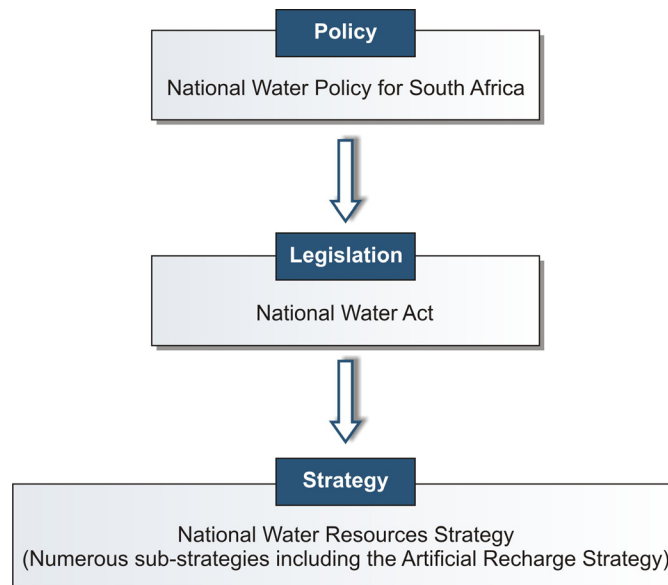 Policy
National Water Policy for South Africa
Legislation
National Water Act
Strategy
National Water Resources Strategy
(Numerous sub-strategies including the Artificial Recharge Strategy)